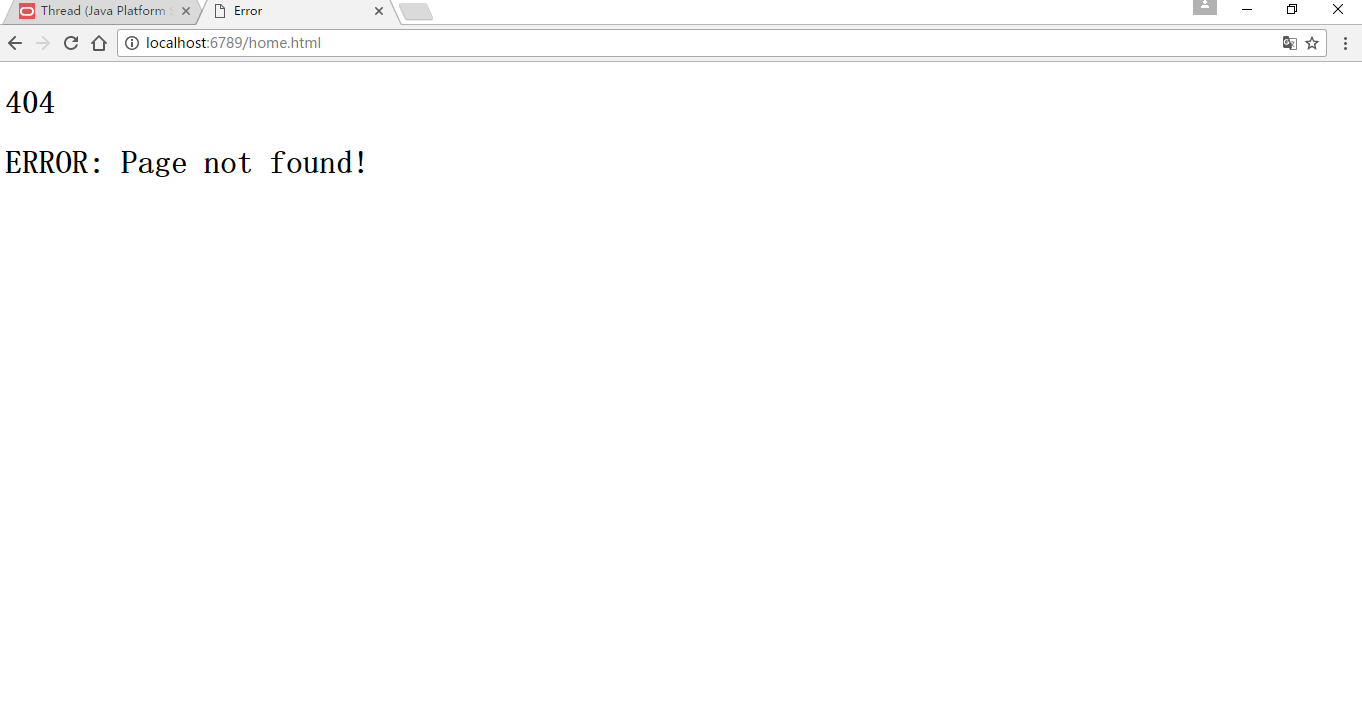 Thread (Java Platform
Error
localhost:6789/home.html
404
ERROR: Page not found!